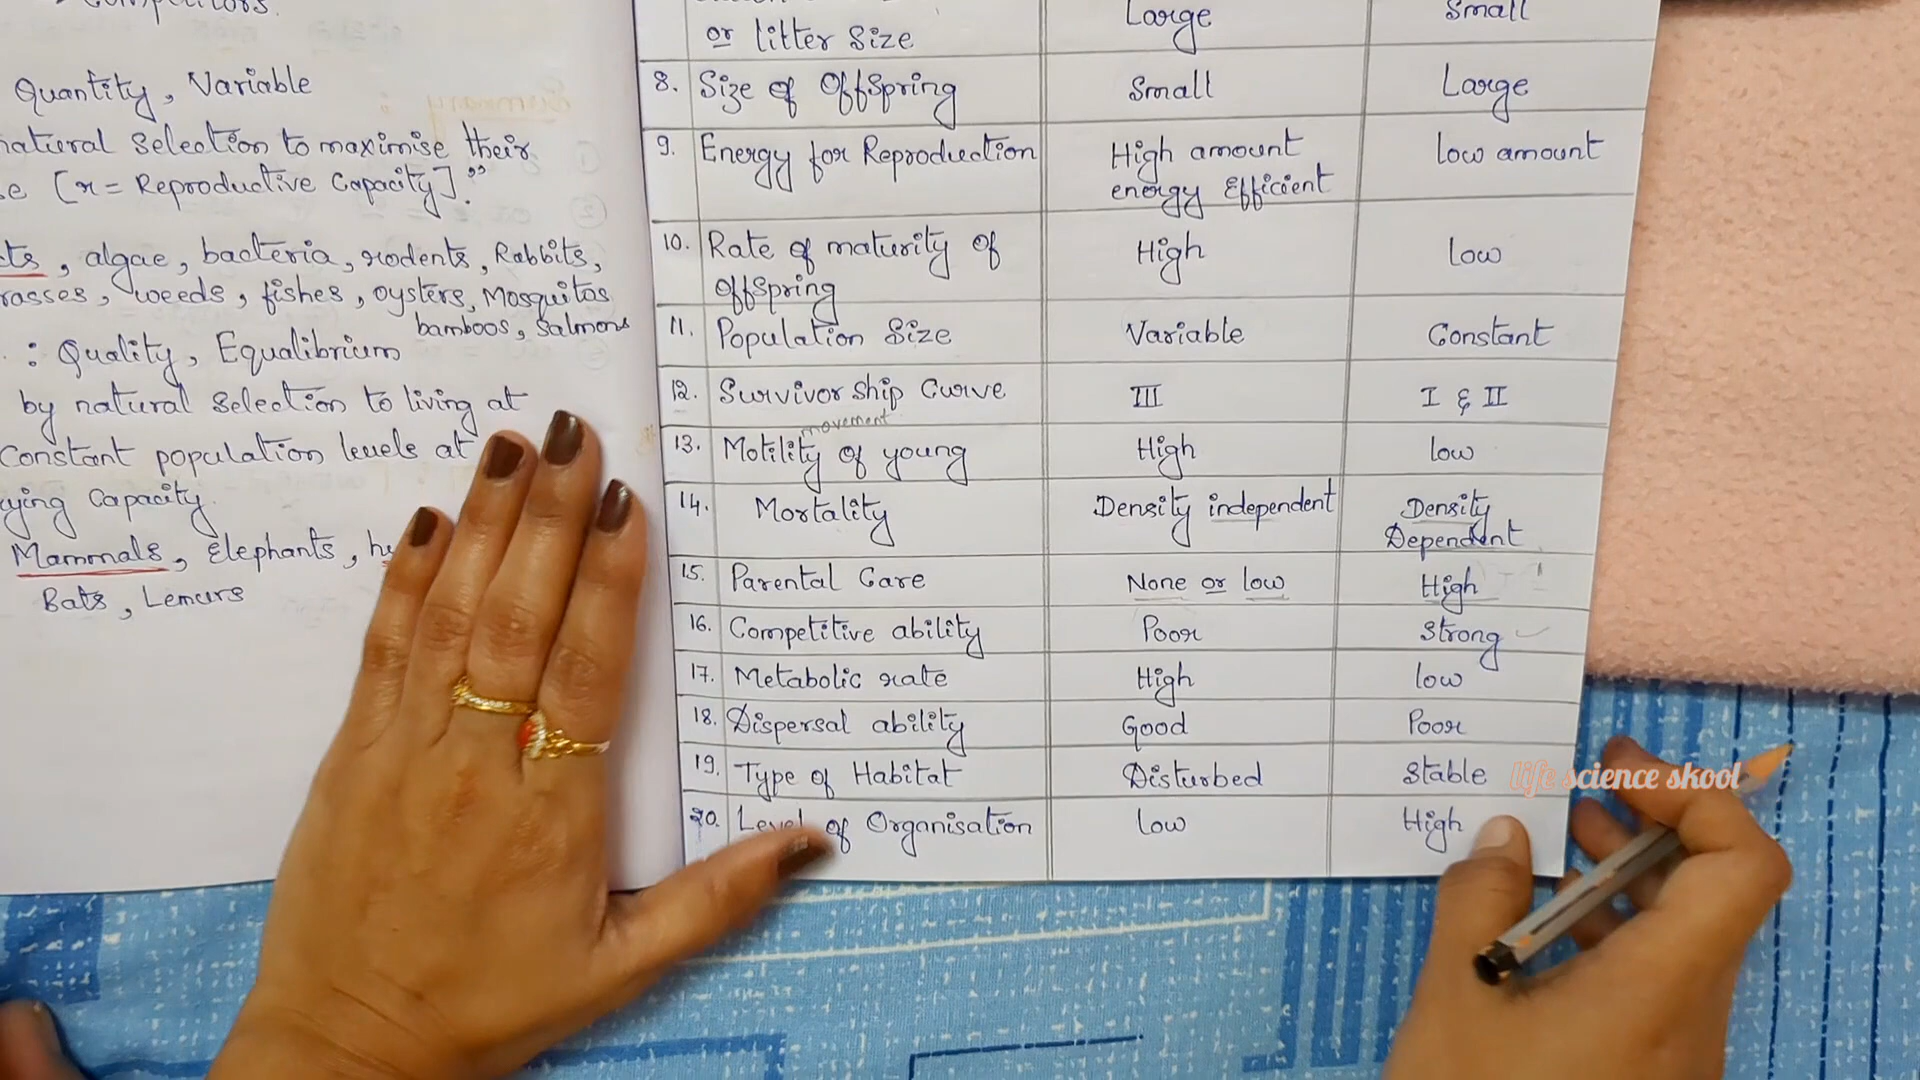 Quantity, Variable
natural Selection to maximise their
[r = Reproductive Capacity]."
, algae, bacteria, rodents, Rabbits,
, weeds, fishes, oysters, Mosquitos
bamboos, Salmons
: Quality, Equalibrium
by natural Selection to living at
Constant population levels at
Capacity.
Mammals, Elephants,
Bats, Lemurs
or litter Size Large Small
8. Size of Offspring Small Large
9. Energy for Reproduction High amount low amount
energy Efficient
10. Rate of maturity of High low
Offspring
11. Population Size Variable Constant
12. Survivor ship Curve III I & II
movement
13. Motility of young High low
14. Mortality Density independent Density
Dependent
15. Parental Care None or low High
16. Competitive ability Poor Strong
17. Metabolic rate High low
18. Dispersal ability Good Poor
19. Type of Habitat Disturbed Stable
20. Level of Organisation low High
life science skool